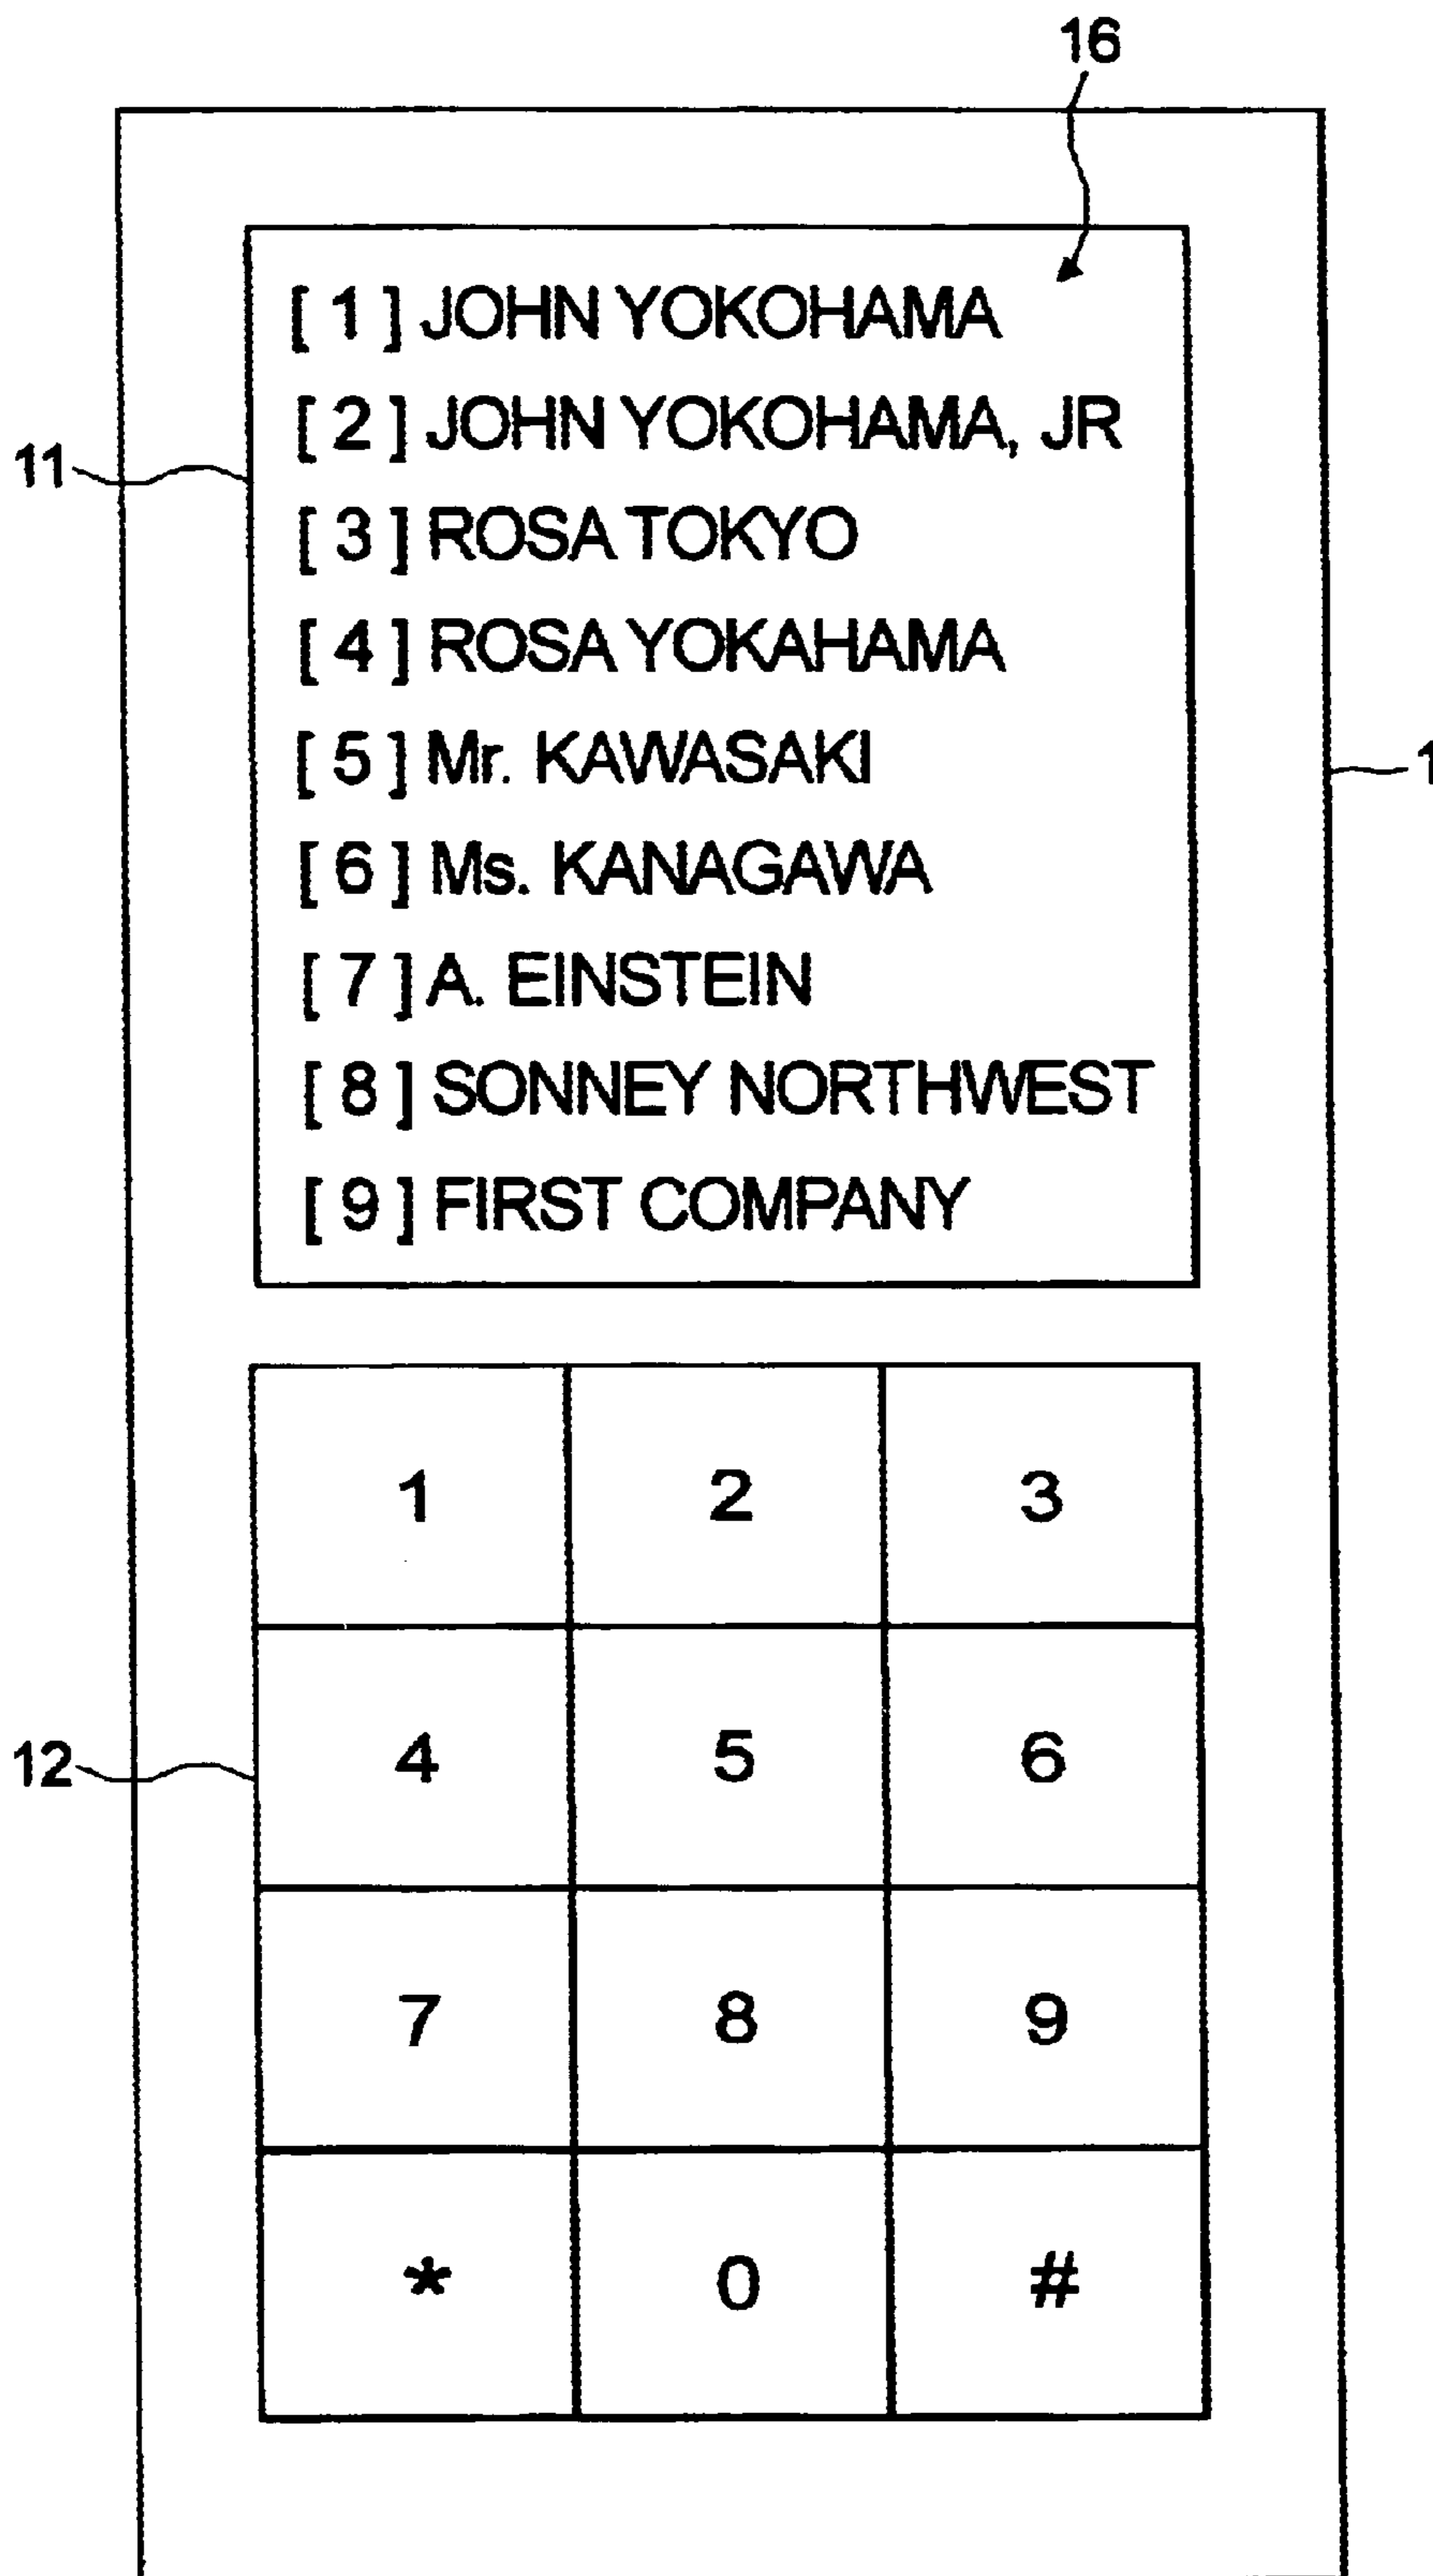 16
[ 1 ] JOHN YOKOHAMA
[ 2 ] JOHN YOKOHAMA, JR
11
[ 3 ] ROSA TOKYO
[ 4 ] ROSA YOKAHAMA
[ 5 ] Mr. KAWASAKI
1
[ 6 ] Ms. KANAGAWA
[ 7 ] A. EINSTEIN
[ 8 ] SONNEY NORTHWEST
[ 9 ] FIRST COMPANY
1 2 3
12
4 5 6
7 8 9
* 0 #